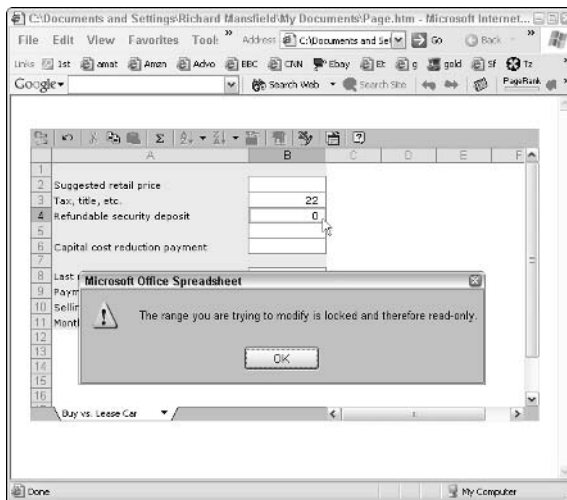 C:\Documents and Settings\Richard Mansfield\My Documents\Page.htm - Microsoft Internet...
File Edit View Favorites Tools » Address C:\Documents and Set Go Back »
Links 1st amat Amzn Advo BBC CNN Ebay Et g gold Sf Tz »
Google Search Web Search Site PageRank »
A B C D E F
1
2 Suggested retail price
3 Tax, title, etc. 22
4 Refundable security deposit 0
5
6 Capital cost reduction payment
7
8 Last
9 Paym
10 Sellin
11 Month
12
13
14
15
16
Microsoft Office Spreadsheet
The range you are trying to modify is locked and therefore read-only.
OK
Buy vs. Lease Car
Done My Computer